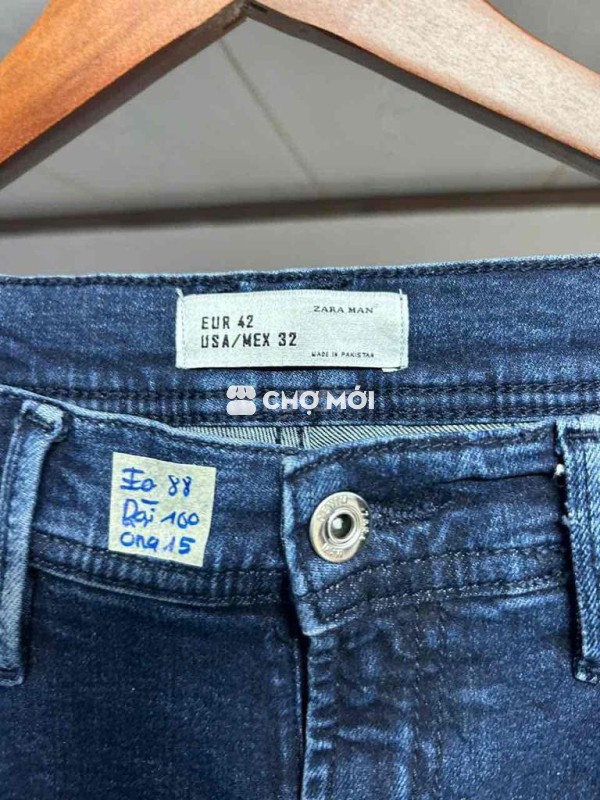 ZARA MAN
EUR 42
USA/MEX 32
MADE IN PAKISTAN
CHỢ MỚI
Eo 88
Dài 100
ống 15